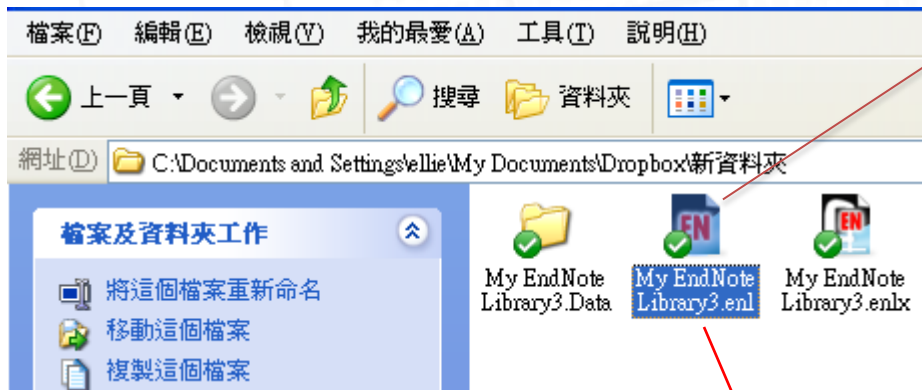 檔案(F) 編輯(E) 檢視(V) 我的最愛(A) 工具(T) 說明(H)
上一頁 搜尋 資料夾
網址(D) C:\Documents and Settings\ellie\My Documents\Dropbox\新資料夾
檔案及資料夾工作
將這個檔案重新命名
移動這個檔案
複製這個檔案
EN
EN
My EndNote
Library3.Data
My EndNote
Library3.enl
My EndNote
Library3.enlx